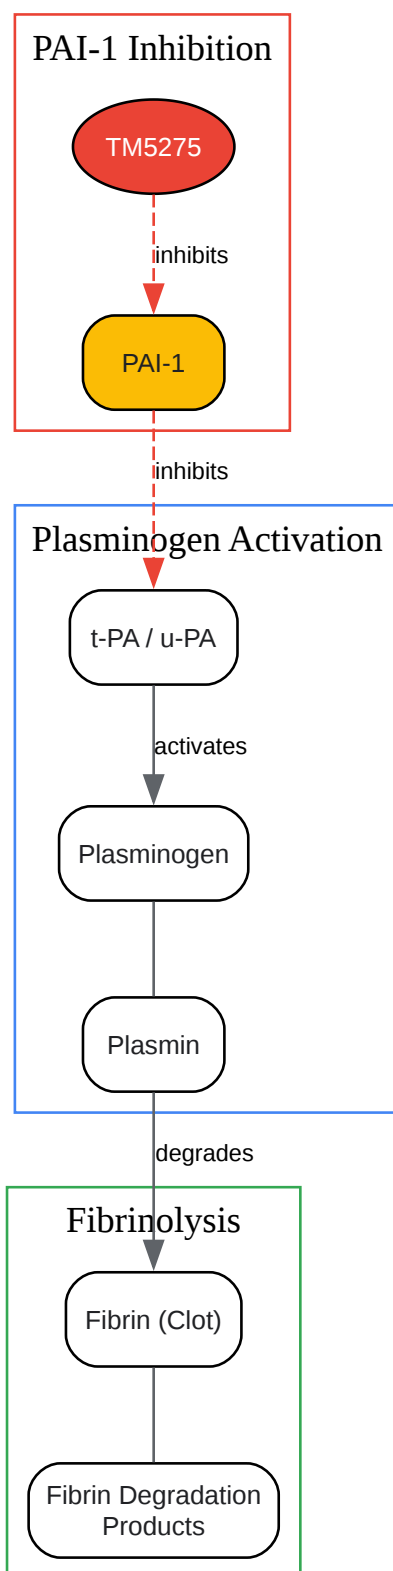 PAI-1 Inhibition
TM5275
inhibits
PAI-1
inhibits
Plasminogen Activation
t-PA / u-PA
activates
Plasminogen
Plasmin
degrades
Fibrinolysis
Fibrin (Clot)
Fibrin Degradation
Products